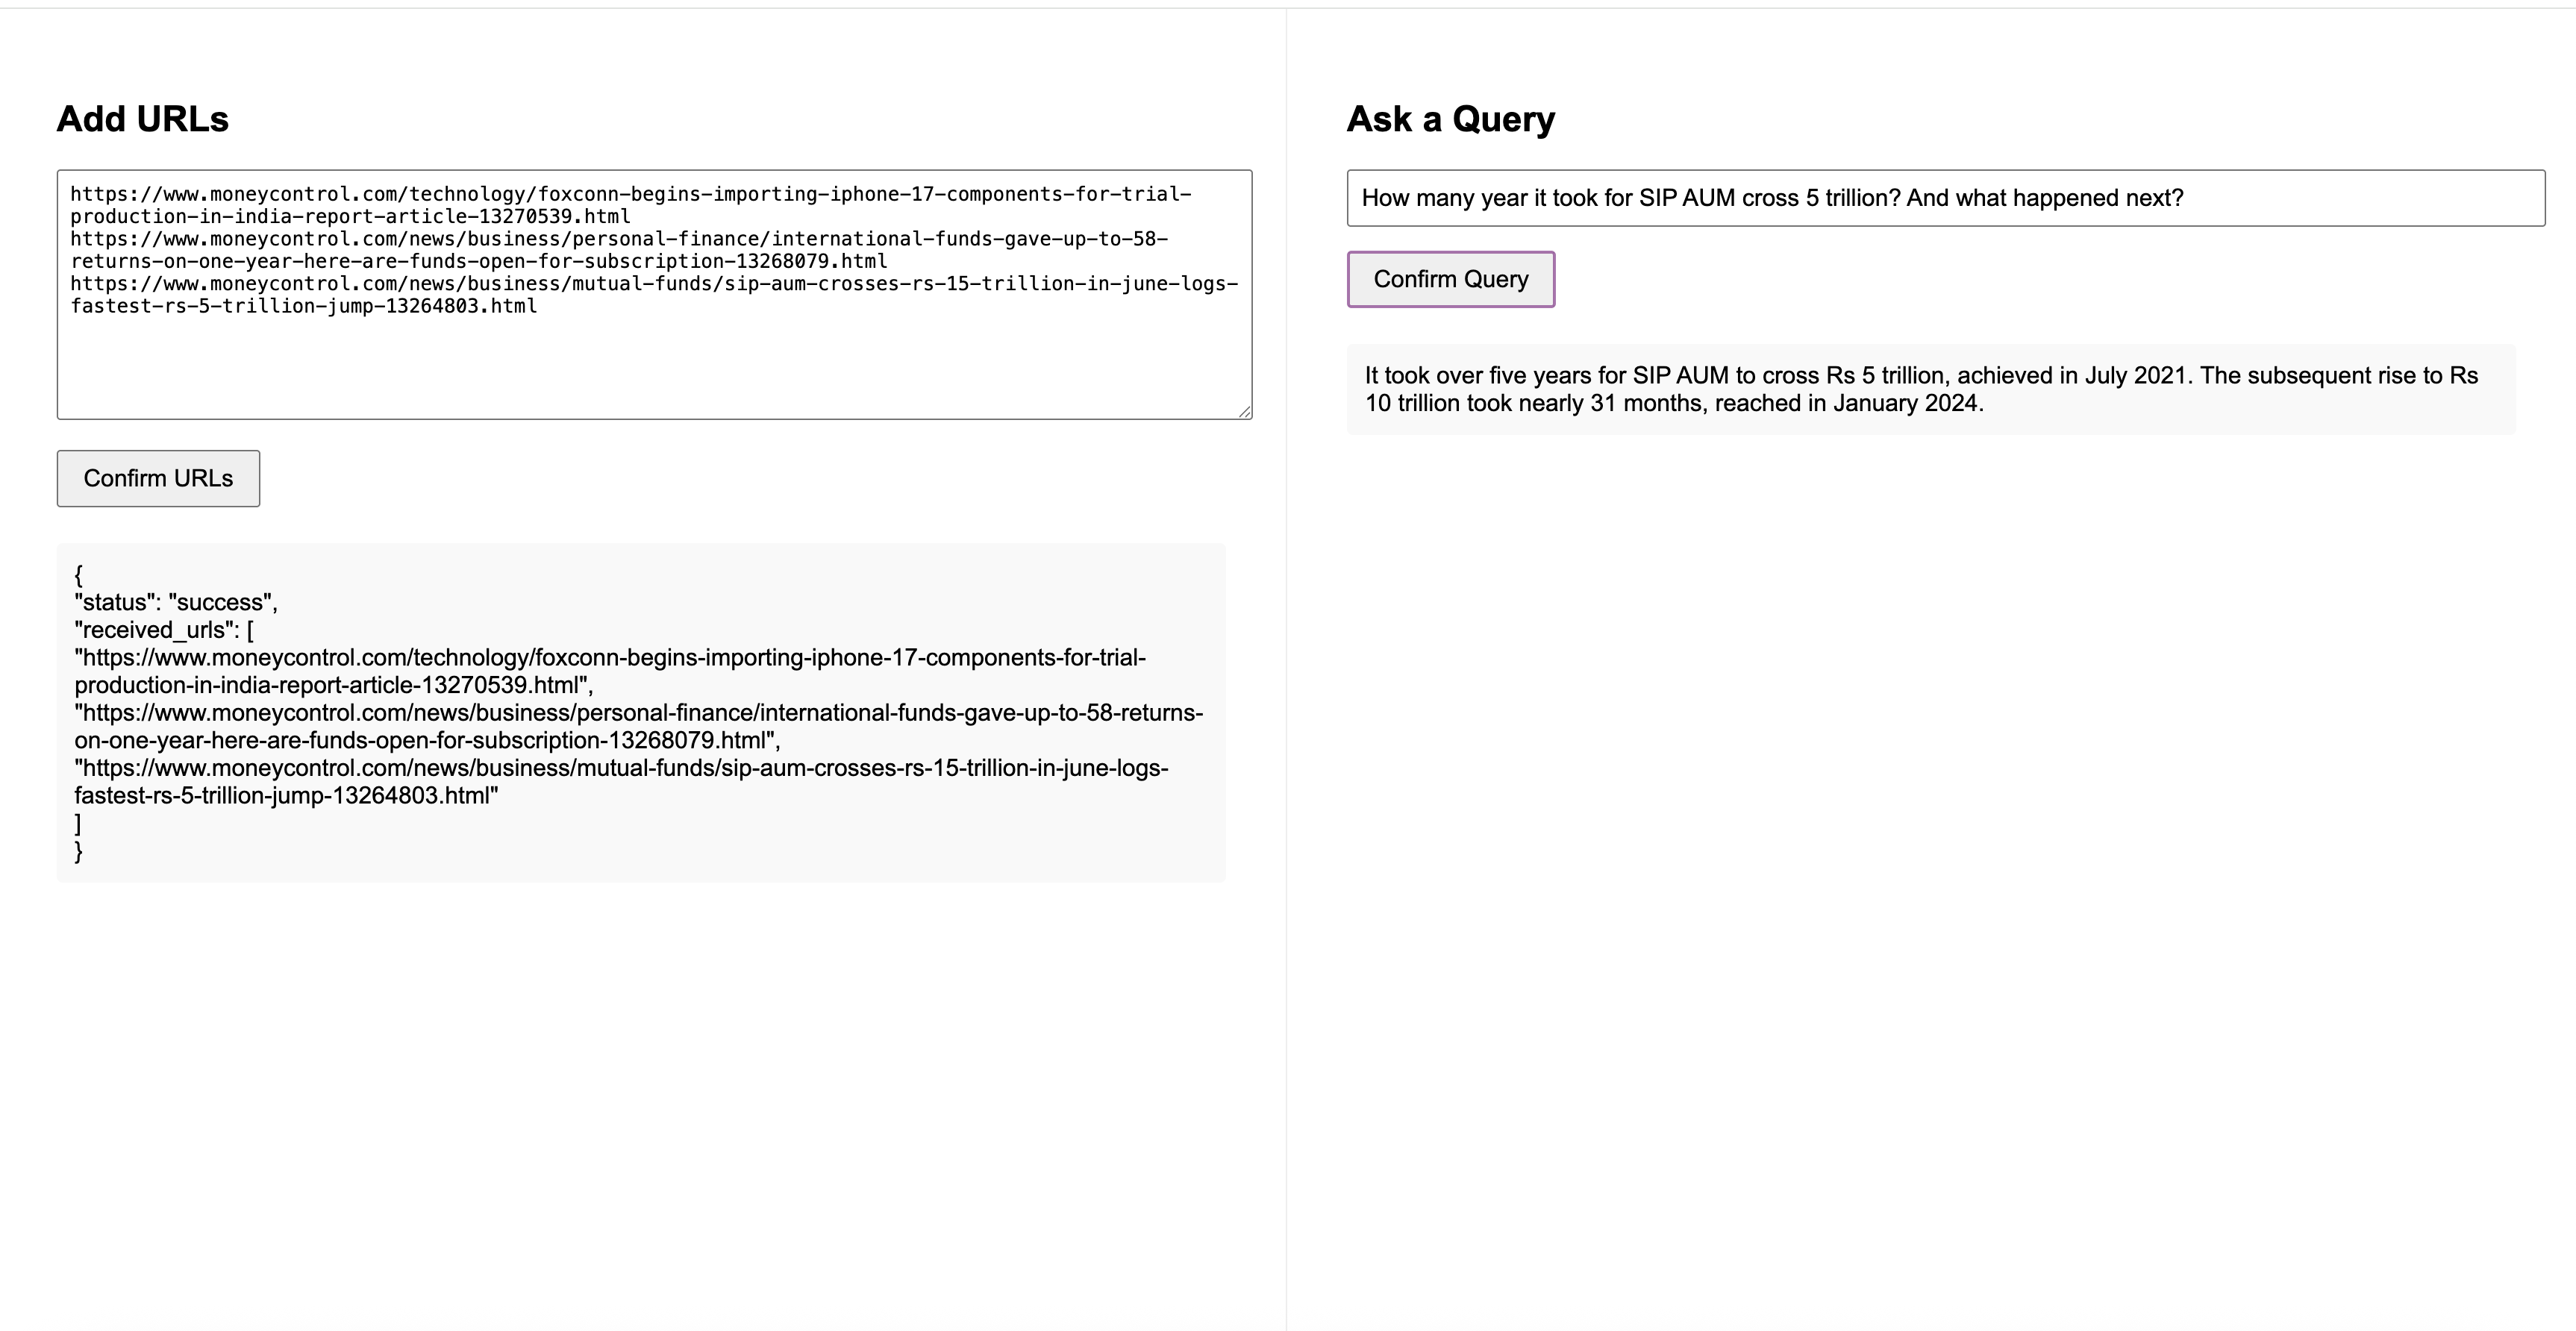 Add URLs
https://www.moneycontrol.com/technology/foxconn-begins-importing-iphone-17-components-for-trial-
production-in-india-report-article-13270539.html
https://www.moneycontrol.com/news/business/personal-finance/international-funds-gave-up-to-58-
returns-on-one-year-here-are-funds-open-for-subscription-13268079.html
https://www.moneycontrol.com/news/business/mutual-funds/sip-aum-crosses-rs-15-trillion-in-june-logs-
fastest-rs-5-trillion-jump-13264803.html
Confirm URLs
{
"status": "success",
"received_urls": [
"https://www.moneycontrol.com/technology/foxconn-begins-importing-iphone-17-components-for-trial-
production-in-india-report-article-13270539.html",
"https://www.moneycontrol.com/news/business/personal-finance/international-funds-gave-up-to-58-returns-
on-one-year-here-are-funds-open-for-subscription-13268079.html",
"https://www.moneycontrol.com/news/business/mutual-funds/sip-aum-crosses-rs-15-trillion-in-june-logs-
fastest-rs-5-trillion-jump-13264803.html"
]
}
Ask a Query
How many year it took for SIP AUM cross 5 trillion? And what happened next?
Confirm Query
It took over five years for SIP AUM to cross Rs 5 trillion, achieved in July 2021. The subsequent rise to Rs
10 trillion took nearly 31 months, reached in January 2024.